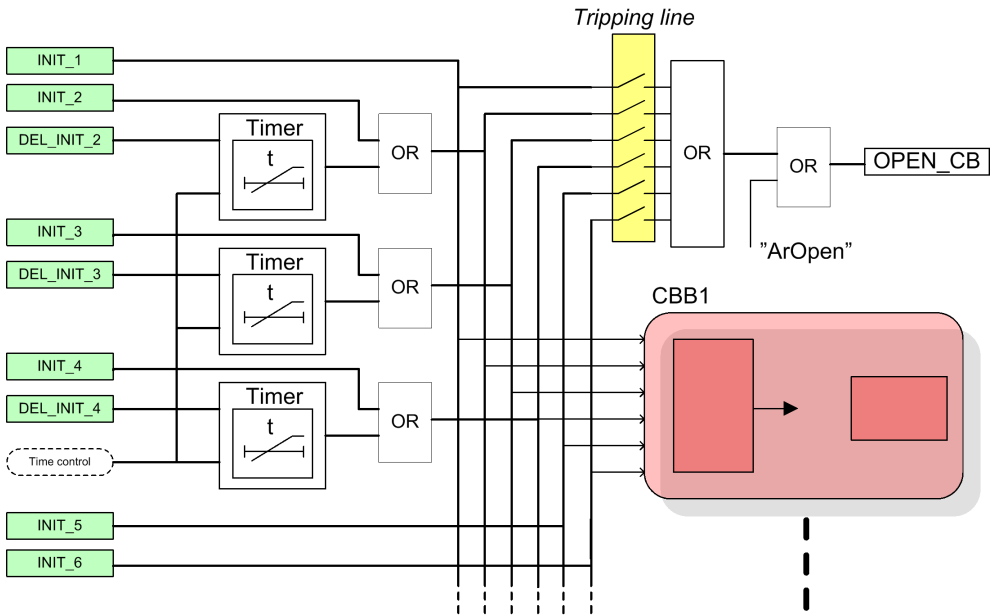 Tripping line
INIT_1
INIT_2
DEL_INIT_2
Timer
t
OR
OR
OR
OPEN_CB
INIT_3
DEL_INIT_3
Timer
t
OR
"ArOpen"
CBB1
INIT_4
DEL_INIT_4
Timer
t
OR
Time control
INIT_5
INIT_6